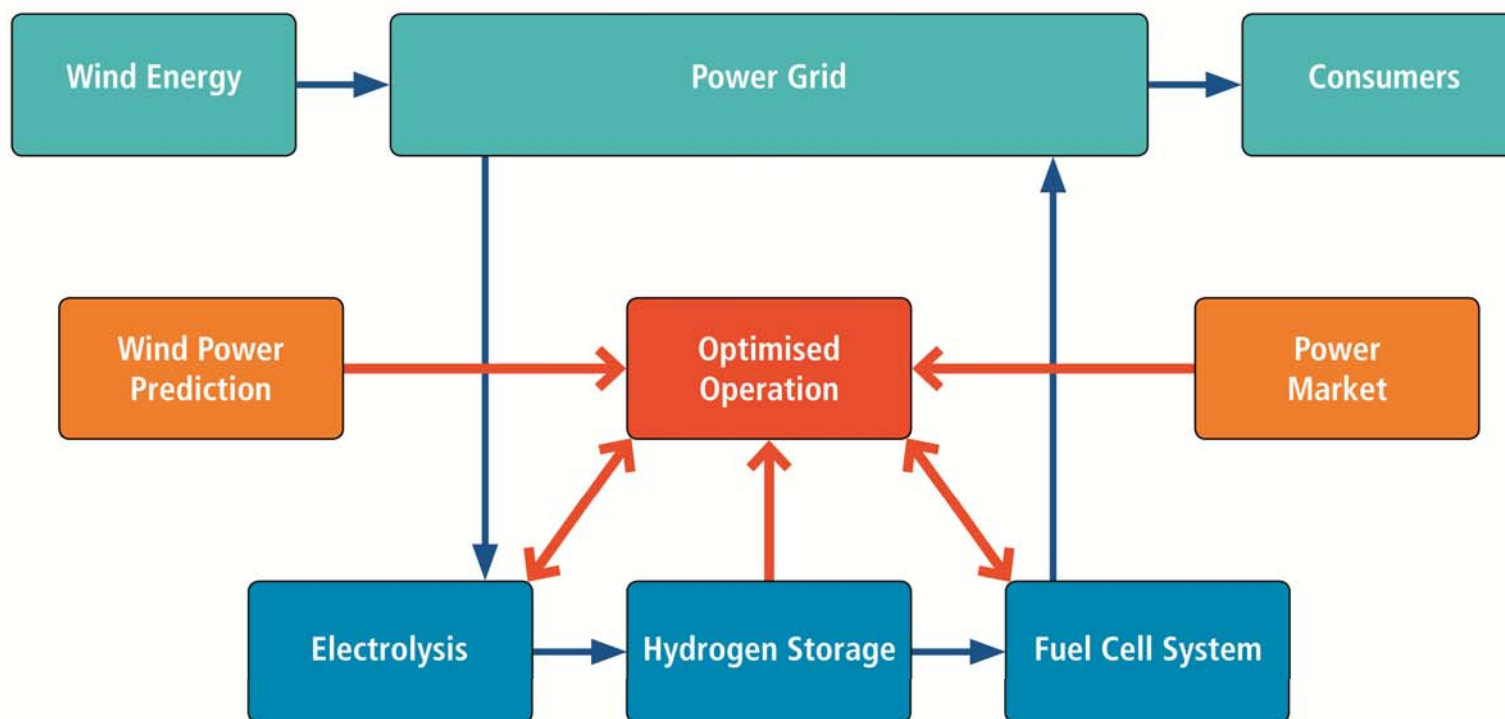 Wind Energy
Power Grid
Consumers
Wind Power
Prediction
Optimised
Operation
Power
Market
Electrolysis
Hydrogen Storage
Fuel Cell System